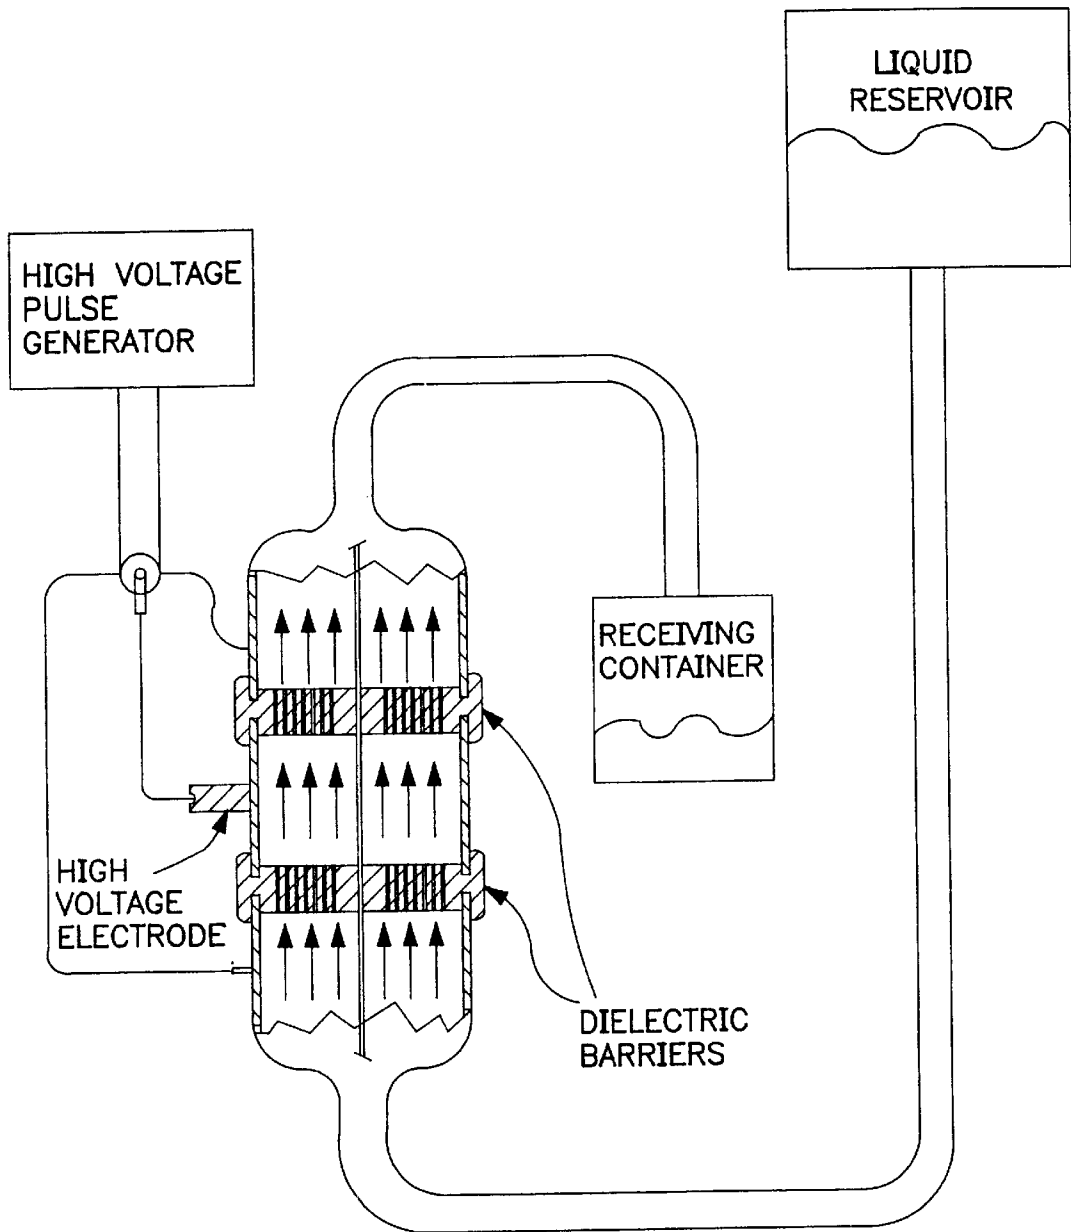 LIQUID
RESERVOIR
HIGH VOLTAGE
PULSE
GENERATOR
RECEIVING
CONTAINER
HIGH
VOLTAGE
ELECTRODE
DIELECTRIC
BARRIERS